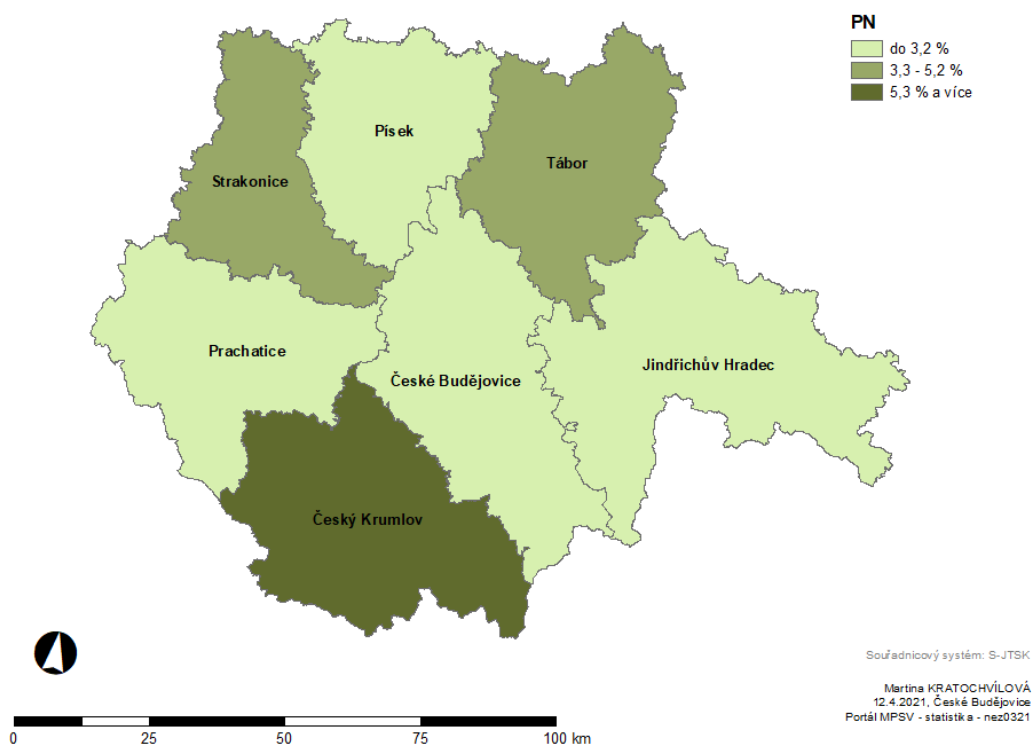 PN
do 3,2 %
3,3 - 5,2 %
5,3 % a více
Písek
Tábor
Strakonice
Prachatice
Jindřichův Hradec
České Budějovice
Český Krumlov
Souřadnicový systém: S-JTSK
Martina KRATOCHVÍLOVÁ
12.4.2021, České Budějovice
Portál MPSV - statistika - nez0321
0 25 50 100 km